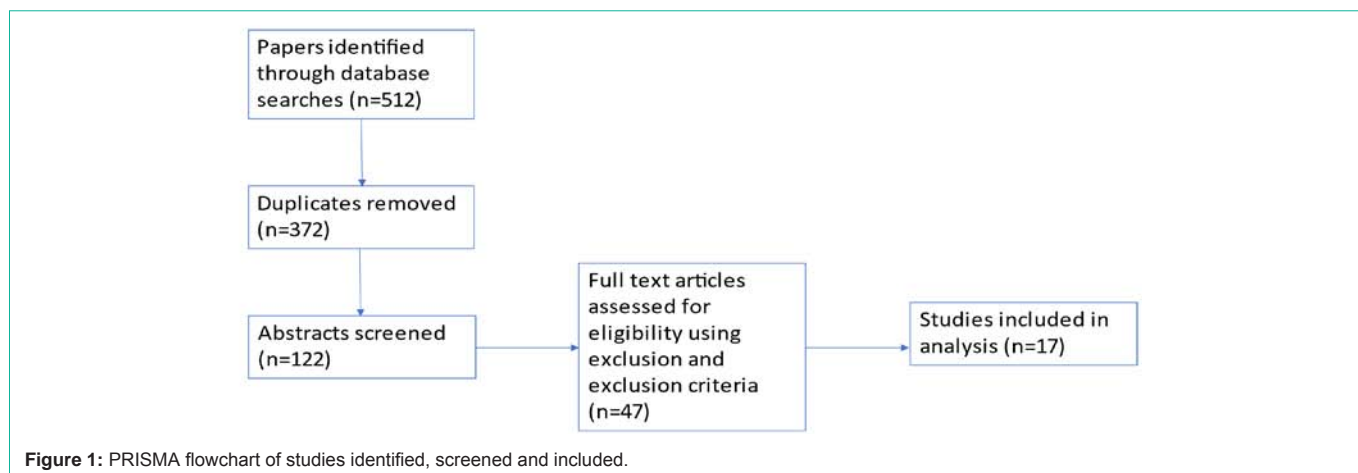 Papers identified
through database
searches (n=512)
Duplicates removed
(n=372)
Abstracts screened
(n=122)
Full text articles
assessed for
eligibility using
exclusion and
exclusion criteria
(n=47)
Studies included in
analysis (n=17)
Figure 1: PRISMA flowchart of studies identified, screened and included.